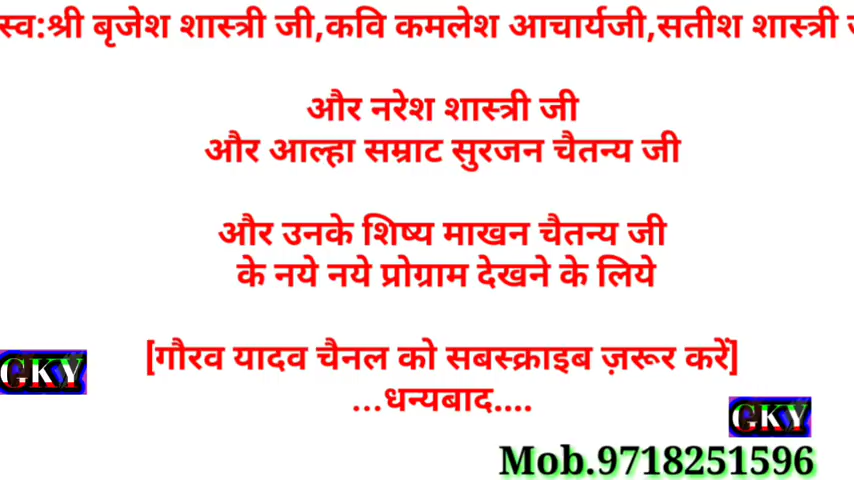 स्व:श्री बृजेश शास्त्री जी,कवि कमलेश आचार्यजी,सतीश शास्त्री
और नरेश शास्त्री जी
और आल्हा सम्राट सुरजन चैतन्य जी
और उनके शिष्य माखन चैतन्य जी
के नये नये प्रोग्राम देखने के लिये
[गौरव यादव चैनल को सबस्क्राइब ज़रूर करें]
GKY
...धन्यबाद....
GKY
Mob.9718251596